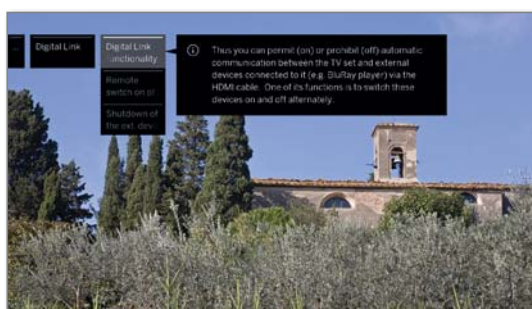 Digital Link
Digital Link
functionality
Remote
switch on of
Shutdown of
the ext. dev
Thus you can permit (on) or prohibit (off) automatic
communication between the TV set and external
devices connected to it (e.g. BluRay player) via the
HDMI cable. One of its functions is to switch these
devices on and off alternately.